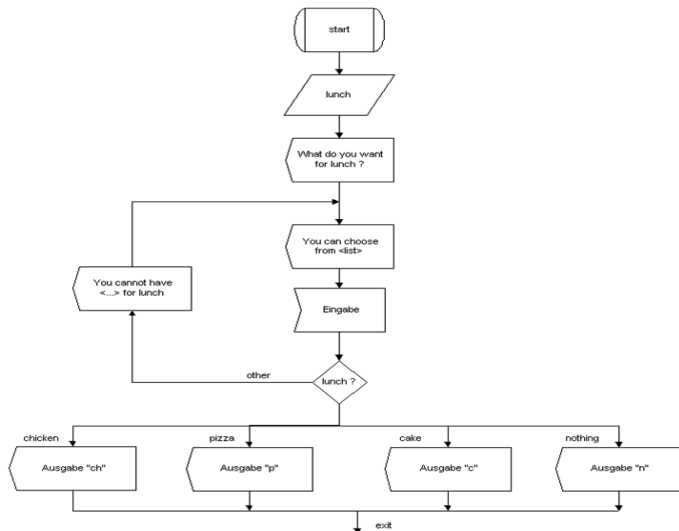 start
lunch
What do you want
for lunch ?
You can choose
from <list>
You cannot have
<...> for lunch
Eingabe
other
lunch ?
chicken
pizza
cake
nothing
Ausgabe "ch"
Ausgabe "p"
Ausgabe "c"
Ausgabe "n"
exit